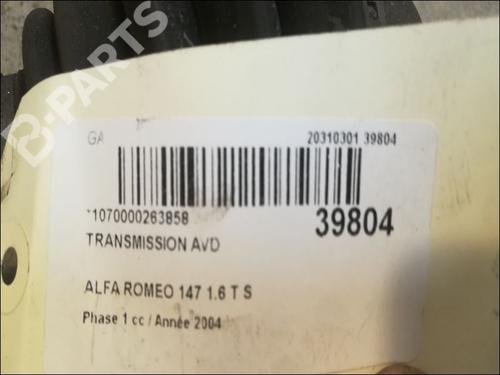 B-PARTS
GA
20310301 39804
*1070000263858
39804
TRANSMISSION AVD
ALFA ROMEO 147 1.6 T S
Phase 1 cc / Année 2004